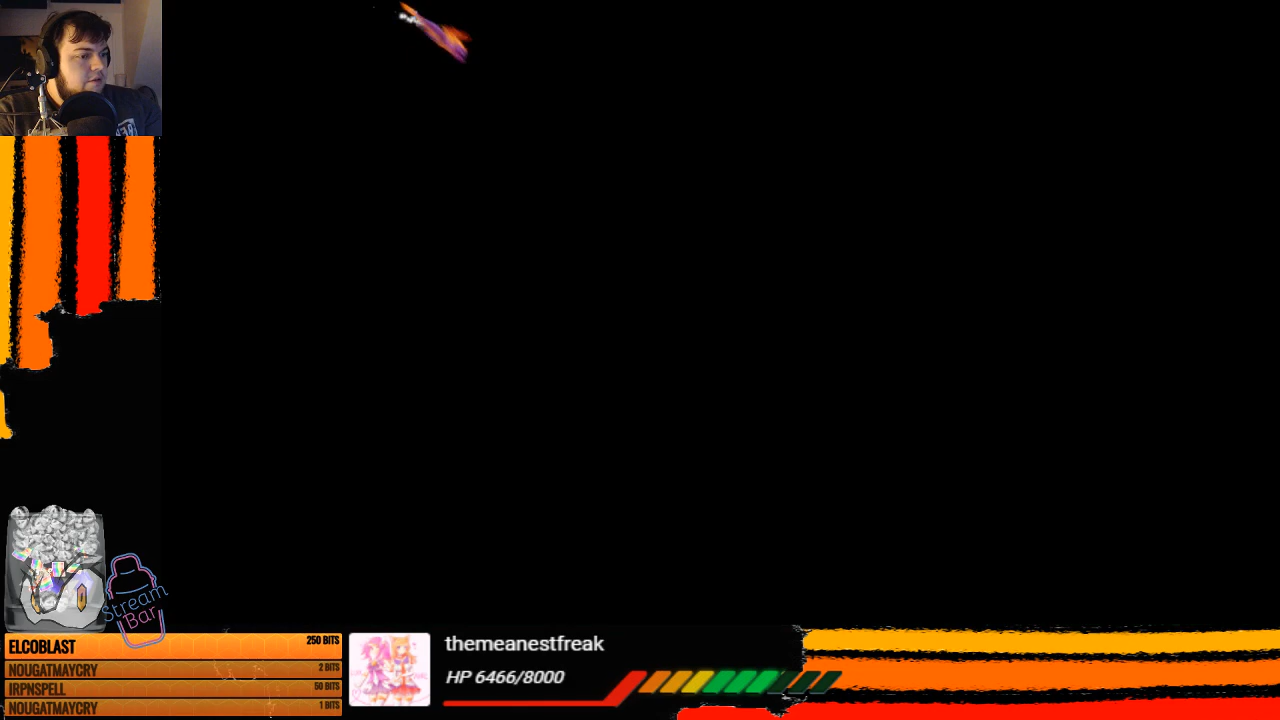 Stream
Bar
ELCOBLAST 250 BITS
NOUGATMAYCRY 2 BITS
IRPNSPELL 50 BITS
NOUGATMAYCRY 1 BITS
themeanestfreak
HP 6466/8000